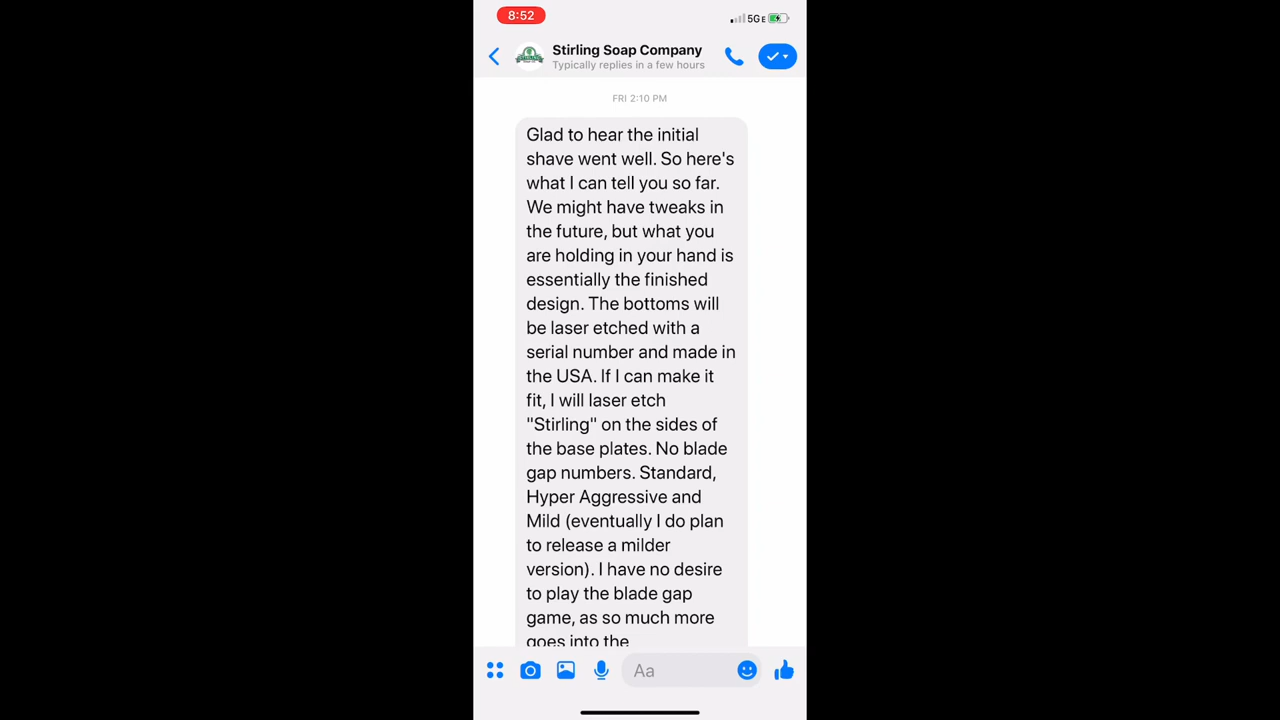 8:52
5GE
Stirling Soap Company
Typically replies in a few hours
FRI 2:10 PM
Glad to hear the initial
shave went well. So here's
what I can tell you so far.
We might have tweaks in
the future, but what you
are holding in your hand is
essentially the finished
design. The bottoms will
be laser etched with a
serial number and made in
the USA. If I can make it
fit, I will laser etch
"Stirling" on the sides of
the base plates. No blade
gap numbers. Standard,
Hyper Aggressive and
Mild (eventually I do plan
to release a milder
version). I have no desire
to play the blade gap
game, as so much more
goes into the
Aa